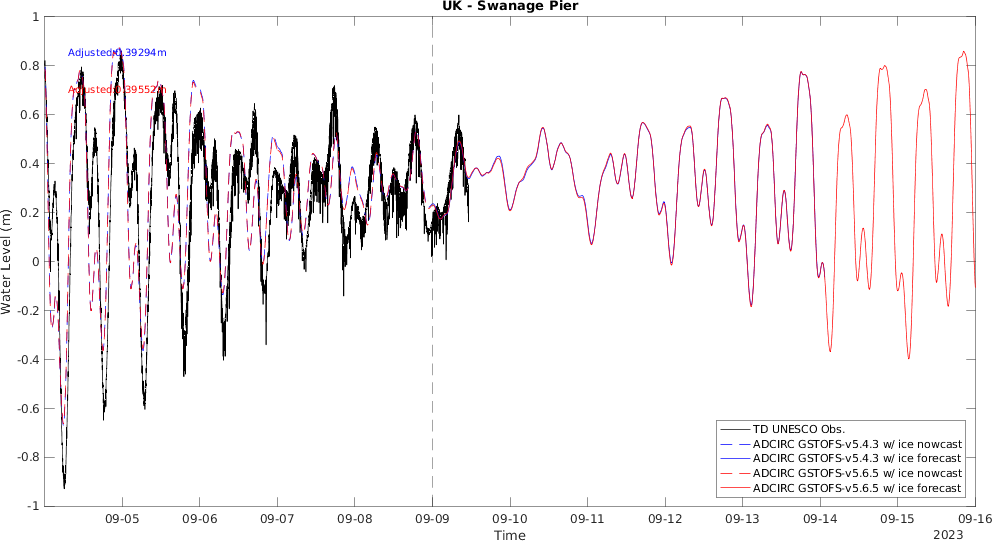 UK - Swanage Pier
1
0.8
0.6
0.4
0.2
0
-0.2
-0.4
-0.6
-0.8
-1
Water Level (m)
Adjusted:0.39294m
Adjusted:0.39552m
TD UNESCO Obs.
ADCIRC GSTOFS-v5.4.3 w/ ice nowcast
ADCIRC GSTOFS-v5.4.3 w/ ice forecast
ADCIRC GSTOFS-v5.6.5 w/ ice nowcast
ADCIRC GSTOFS-v5.6.5 w/ ice forecast
09-05 09-06 09-07 09-08 09-09 09-10 09-11 09-12 09-13 09-14 09-15 09-16
Time
2023